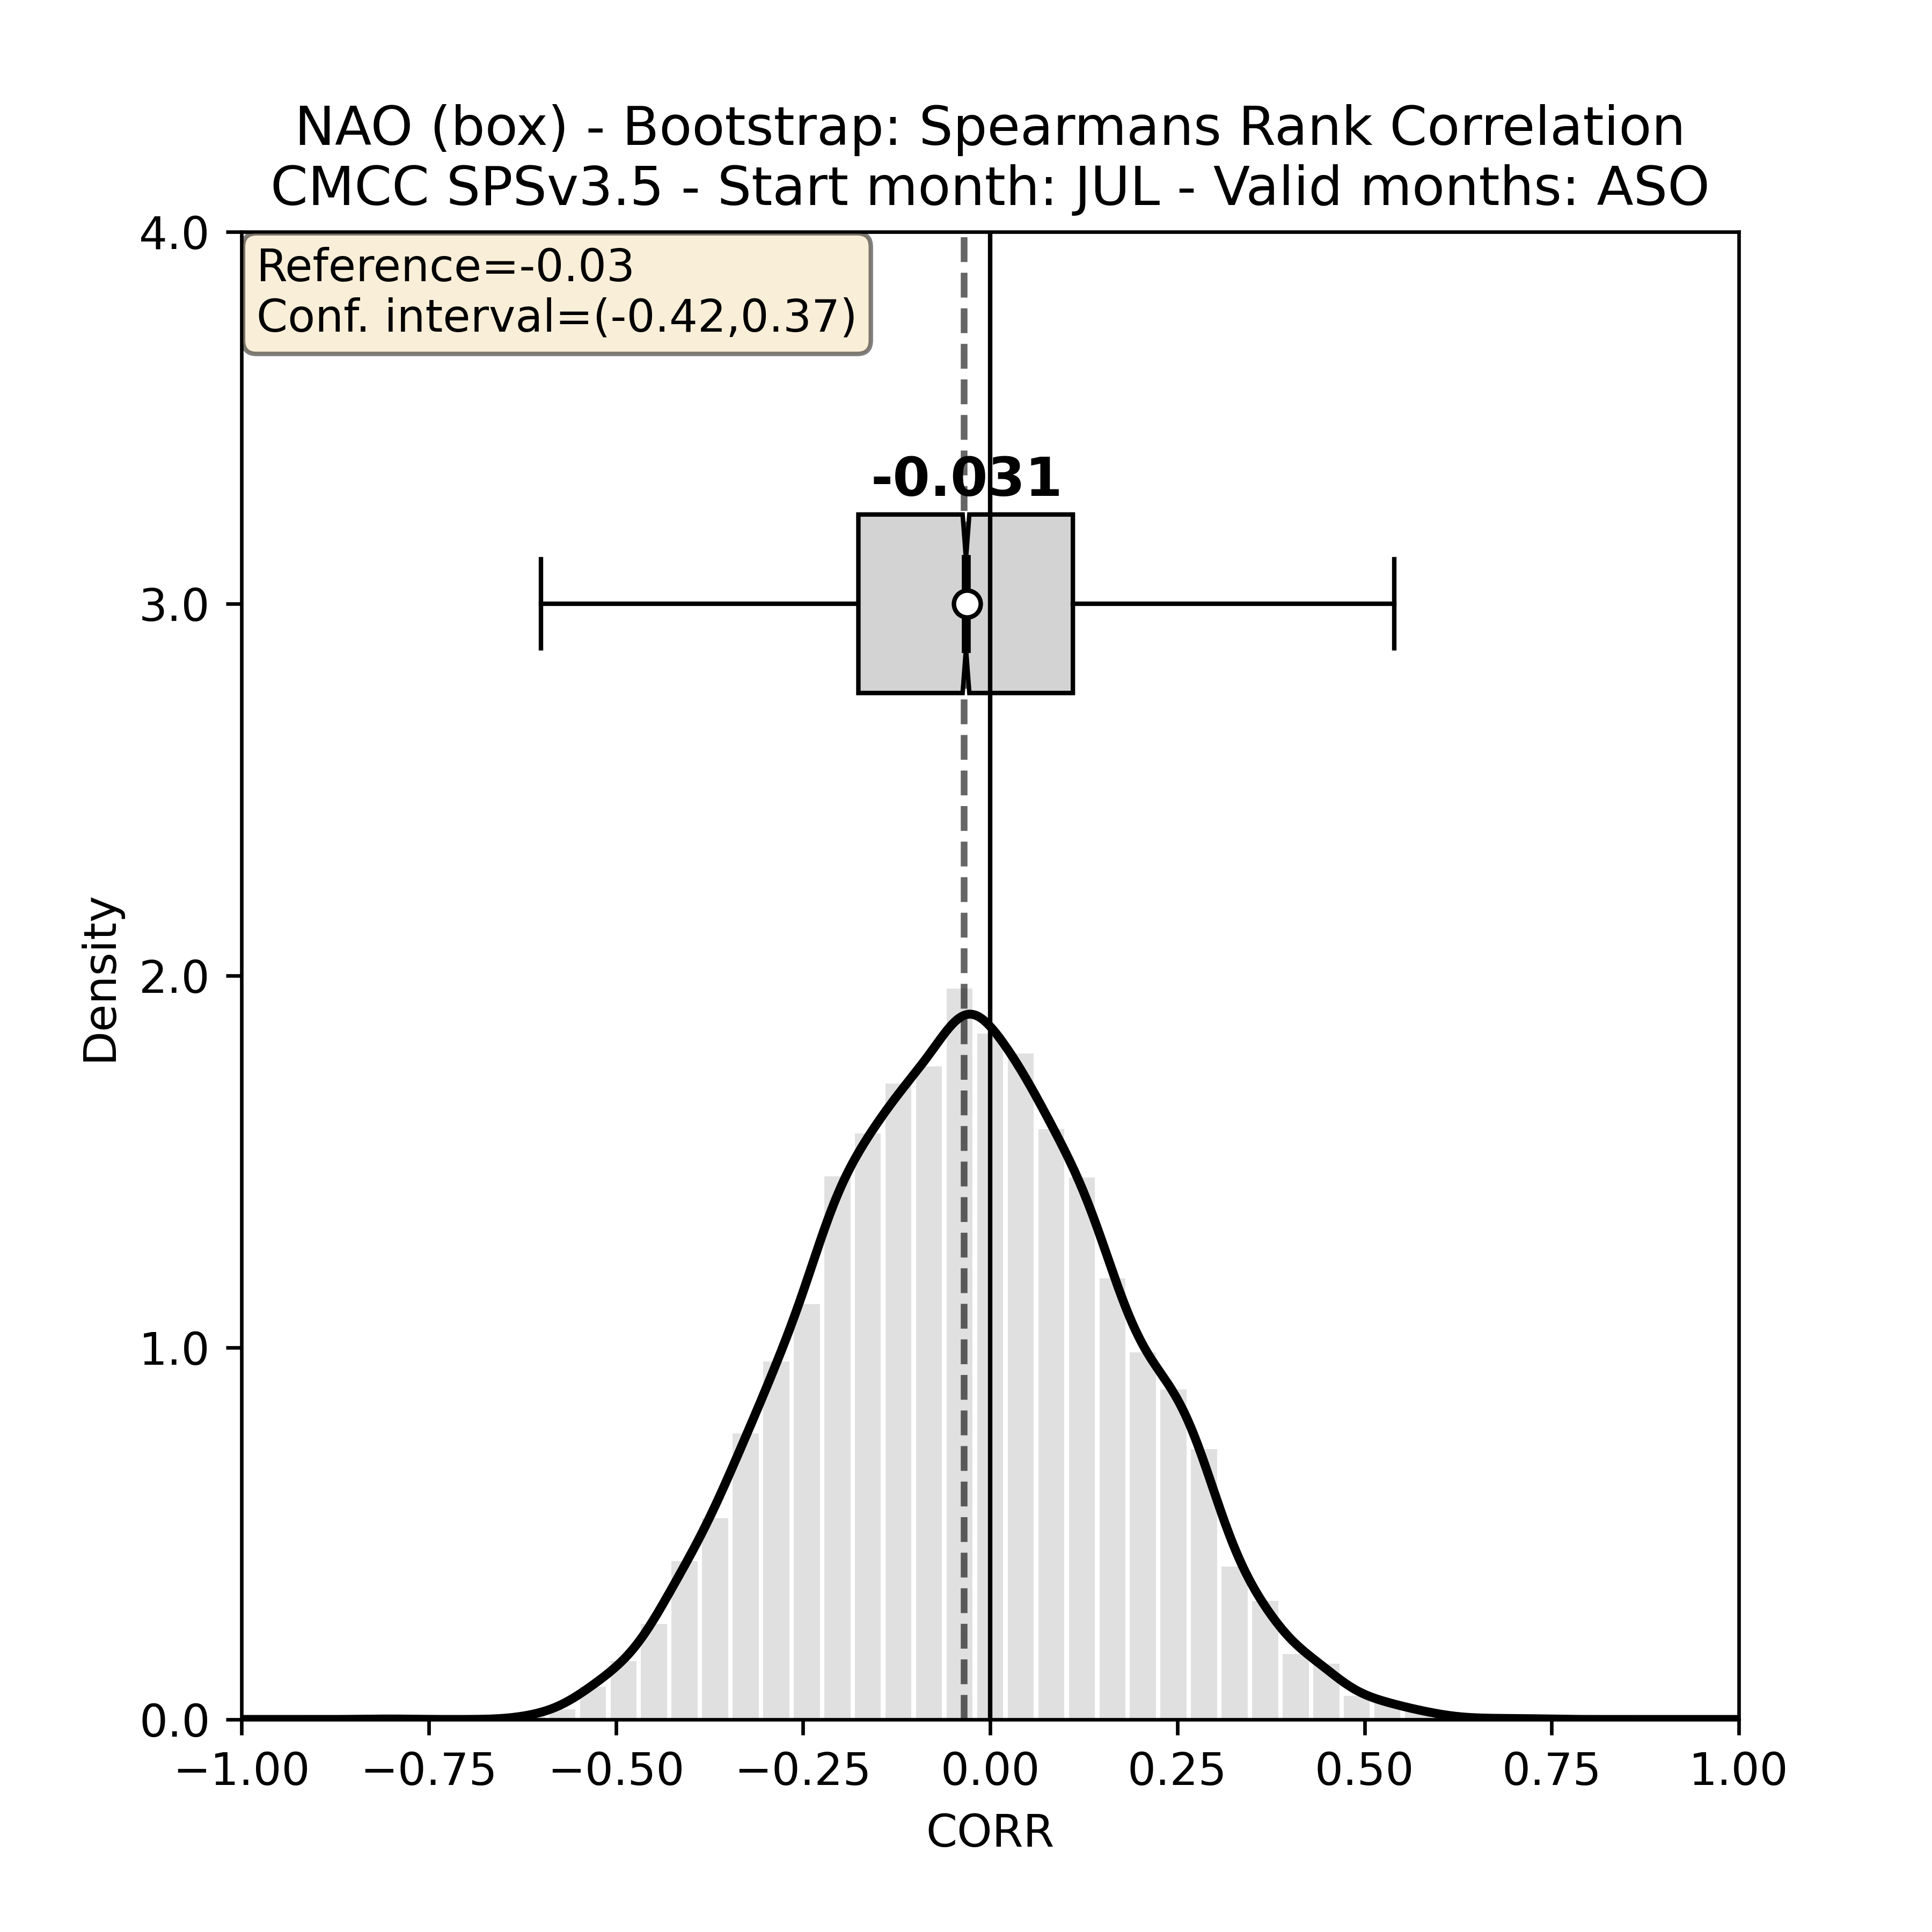 NAO (box) - Bootstrap: Spearmans Rank Correlation
CMCC SPSv3.5 - Start month: JUL - Valid months: ASO
Reference=-0.03
Conf. interval=(-0.42,0.37)
-0.031
Density
4.0
3.0
2.0
1.0
0.0
−1.00 −0.75 −0.50 −0.25 0.00 0.25 0.50 0.75 1.00
CORR